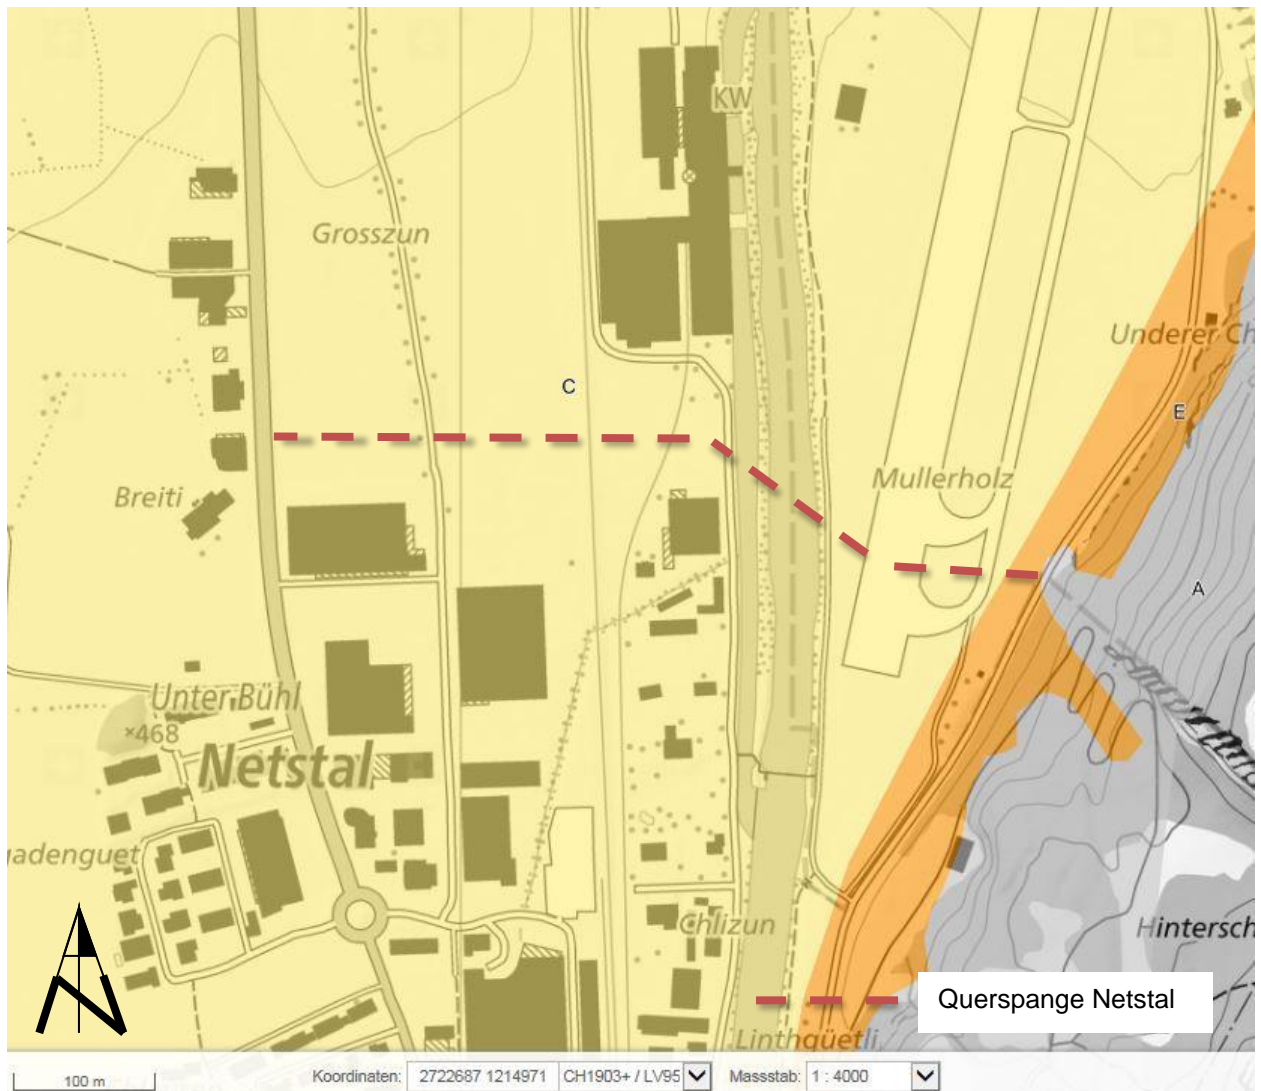 KW
Grosszun
Underer Ch
C
E
Mullerholz
Breiti
A
Unter Bühl
×468
Netstal
adenguet
Chlizun
Hintersch
Querspange Netstal
Linthgüetli
100 m
Koordinaten: 2722687 1214971 CH1903+ / LV95 Massstab: 1 : 4000